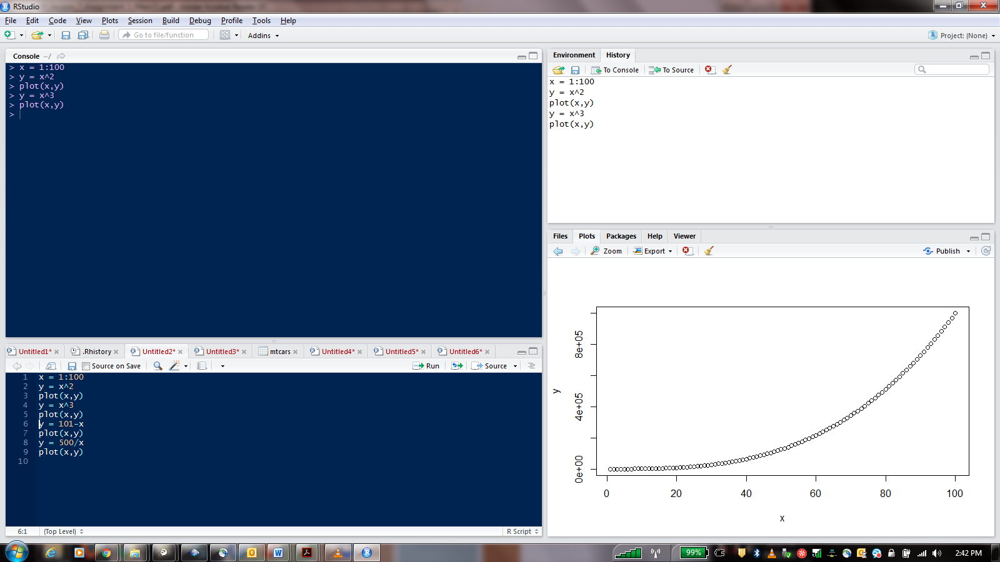 RStudio
File Edit Code View Plots Session Build Debug Profile Tools Help
Go to file/function Addins Project: (None)
Console ~/
> x = 1:100
> y = x^2
> plot(x,y)
> y = x^3
> plot(x,y)
>
Environment History
To Console To Source
x = 1:100
y = x^2
plot(x,y)
y = x^3
plot(x,y)
Untitled1* .Rhistory Untitled2* Untitled3* mtcars Untitled4* Untitled5* Untitled6*
Source on Save Run Source
1 x = 1:100
2 y = x^2
3 plot(x,y)
4 y = x^3
5 plot(x,y)
6 y = 101-x
7 plot(x,y)
8 y = 500/x
9 plot(x,y)
10
6:1 (Top Level) R Script
Files Plots Packages Help Viewer
Zoom Export Publish
8e+05
4e+05
0e+00
y
0 20 40 60 80 100
x
99% 2:42 PM